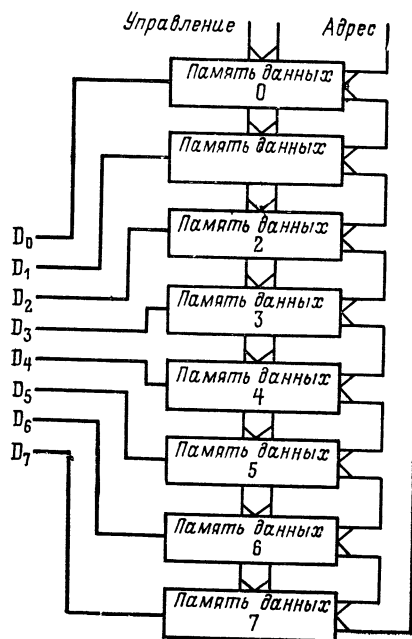 Управление Адрес
Память данных
0
Память данных
Память данных
2
Память данных
3
Память данных
4
Память данных
5
Память данных
6
Память данных
7
D0
D1
D2
D3
D4
D5
D6
D7